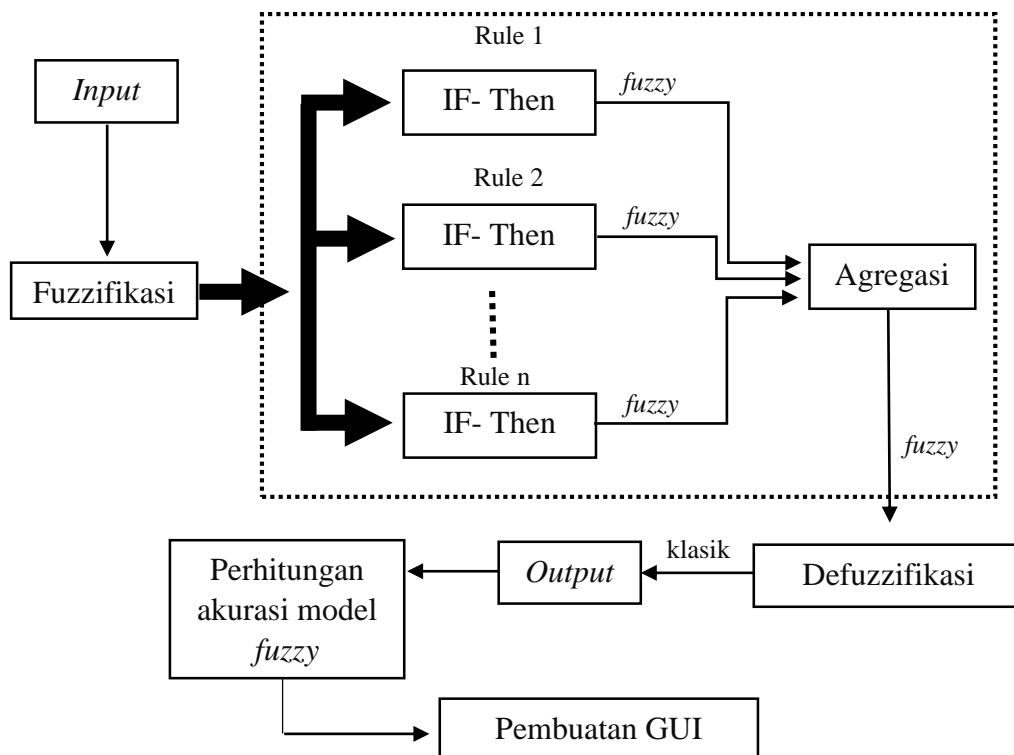 Rule 1
Input
IF- Then
fuzzy
Rule 2
IF- Then
fuzzy
Fuzzifikasi
Agregasi
Rule n
IF- Then
fuzzy
fuzzy
Perhitungan
akurasi model
fuzzy
Output
klasik
Defuzzifikasi
Pembuatan GUI